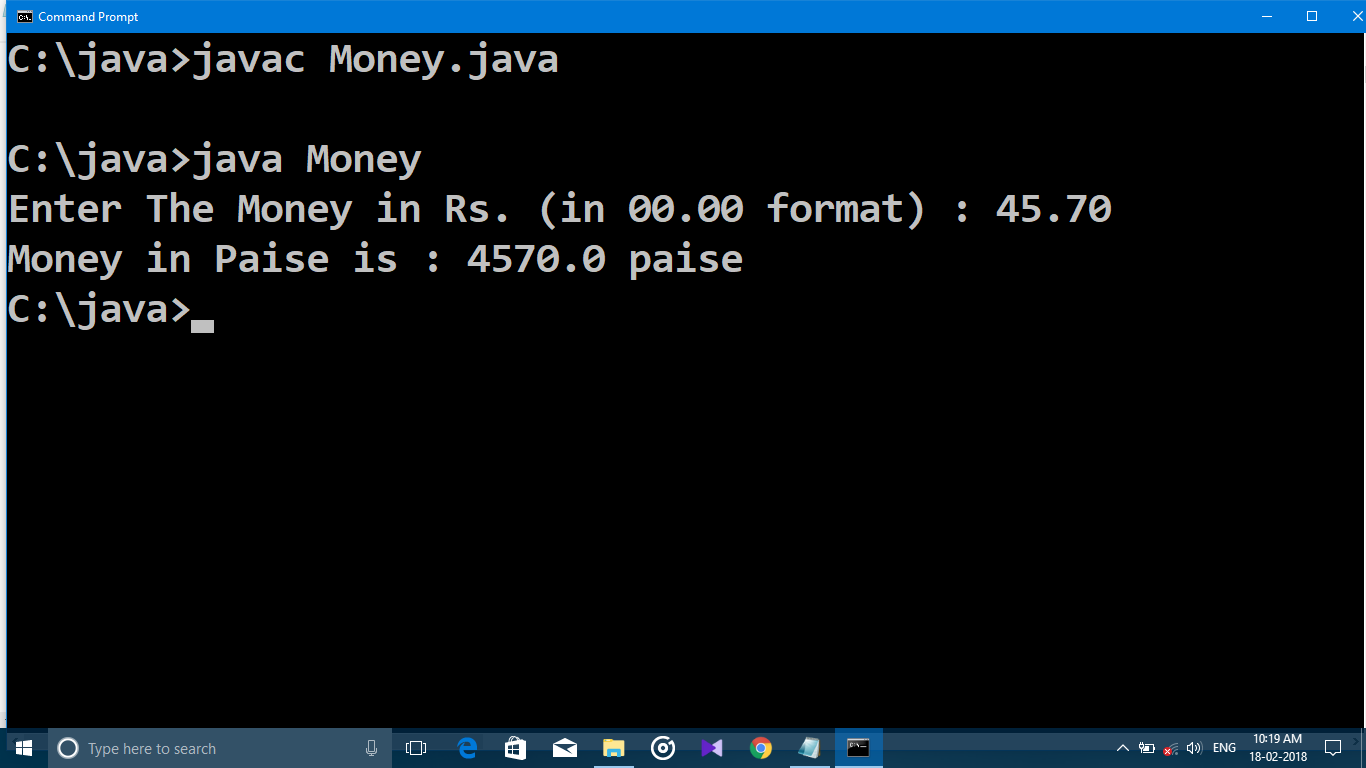 Command Prompt
C:\java>javac Money.java
C:\java>java Money
Enter The Money in Rs. (in 00.00 format) : 45.70
Money in Paise is : 4570.0 paise
C:\java>
Type here to search
ENG
10:19 AM
18-02-2018